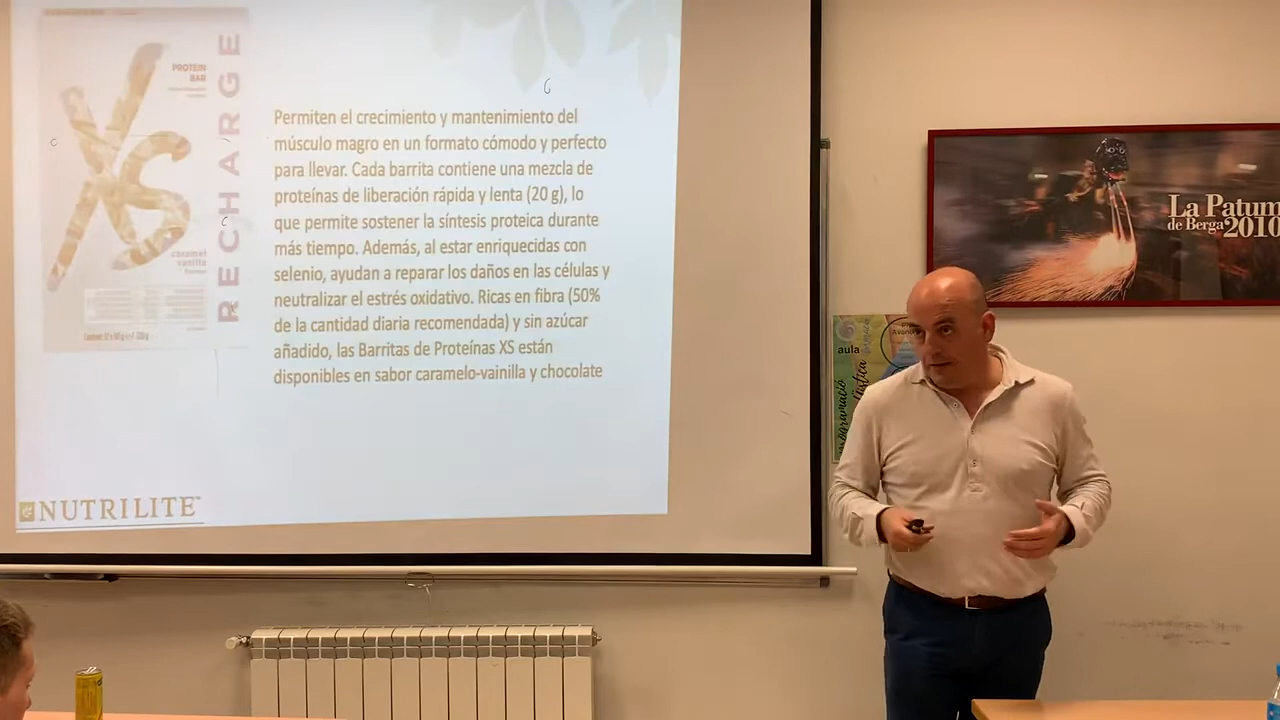 PROTEIN
BAR
XS
RECHARGE
caramel
vanilla
Permiten el crecimiento y mantenimiento del
músculo magro en un formato cómodo y perfecto
para llevar. Cada barrita contiene una mezcla de
proteínas de liberación rápida y lenta (20 g), lo
que permite sostener la síntesis proteica durante
más tiempo. Además, al estar enriquecidas con
selenio, ayudan a reparar los daños en las células y
neutralizar el estrés oxidativo. Ricas en fibra (50%
de la cantidad diaria recomendada) y sin azúcar
añadido, las Barritas de Proteínas XS están
disponibles en sabor caramelo-vainilla y chocolate
NUTRILITE™
La Patum
de Berga 2010
aula